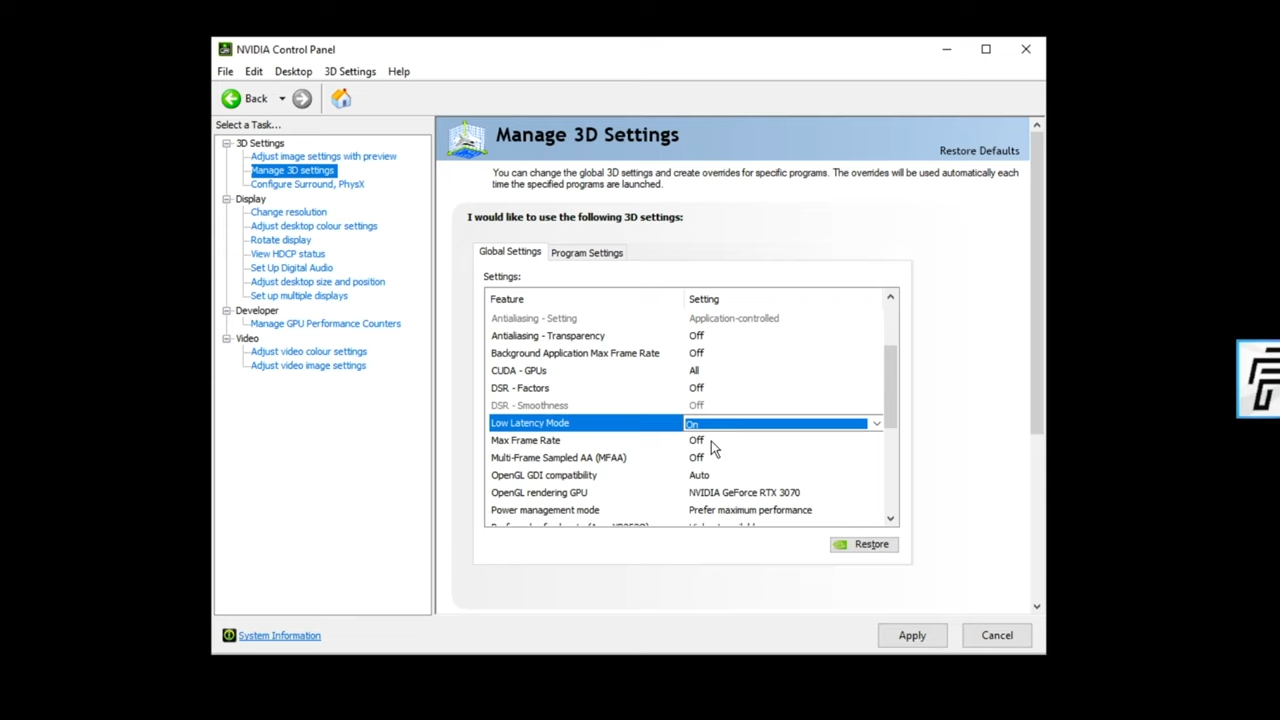 NVIDIA Control Panel
File Edit Desktop 3D Settings Help
Back
Select a Task...
3D Settings
Adjust image settings with preview
Manage 3D settings
Configure Surround, PhysX
Display
Change resolution
Adjust desktop colour settings
Rotate display
View HDCP status
Set Up Digital Audio
Adjust desktop size and position
Set up multiple displays
Developer
Manage GPU Performance Counters
Video
Adjust video colour settings
Adjust video image settings
System Information
Manage 3D Settings
Restore Defaults
You can change the global 3D settings and create overrides for specific programs. The overrides will be used automatically each
time the specified programs are launched.
I would like to use the following 3D settings:
Global Settings Program Settings
Settings:
Feature Setting
Antialiasing - Setting Application-controlled
Antialiasing - Transparency Off
Background Application Max Frame Rate Off
CUDA - GPUs All
DSR - Factors Off
DSR - Smoothness Off
Low Latency Mode On
Max Frame Rate Off
Multi-Frame Sampled AA (MFAA) Off
OpenGL GDI compatibility Auto
OpenGL rendering GPU NVIDIA GeForce RTX 3070
Power management mode Prefer maximum performance
Restore
Apply Cancel